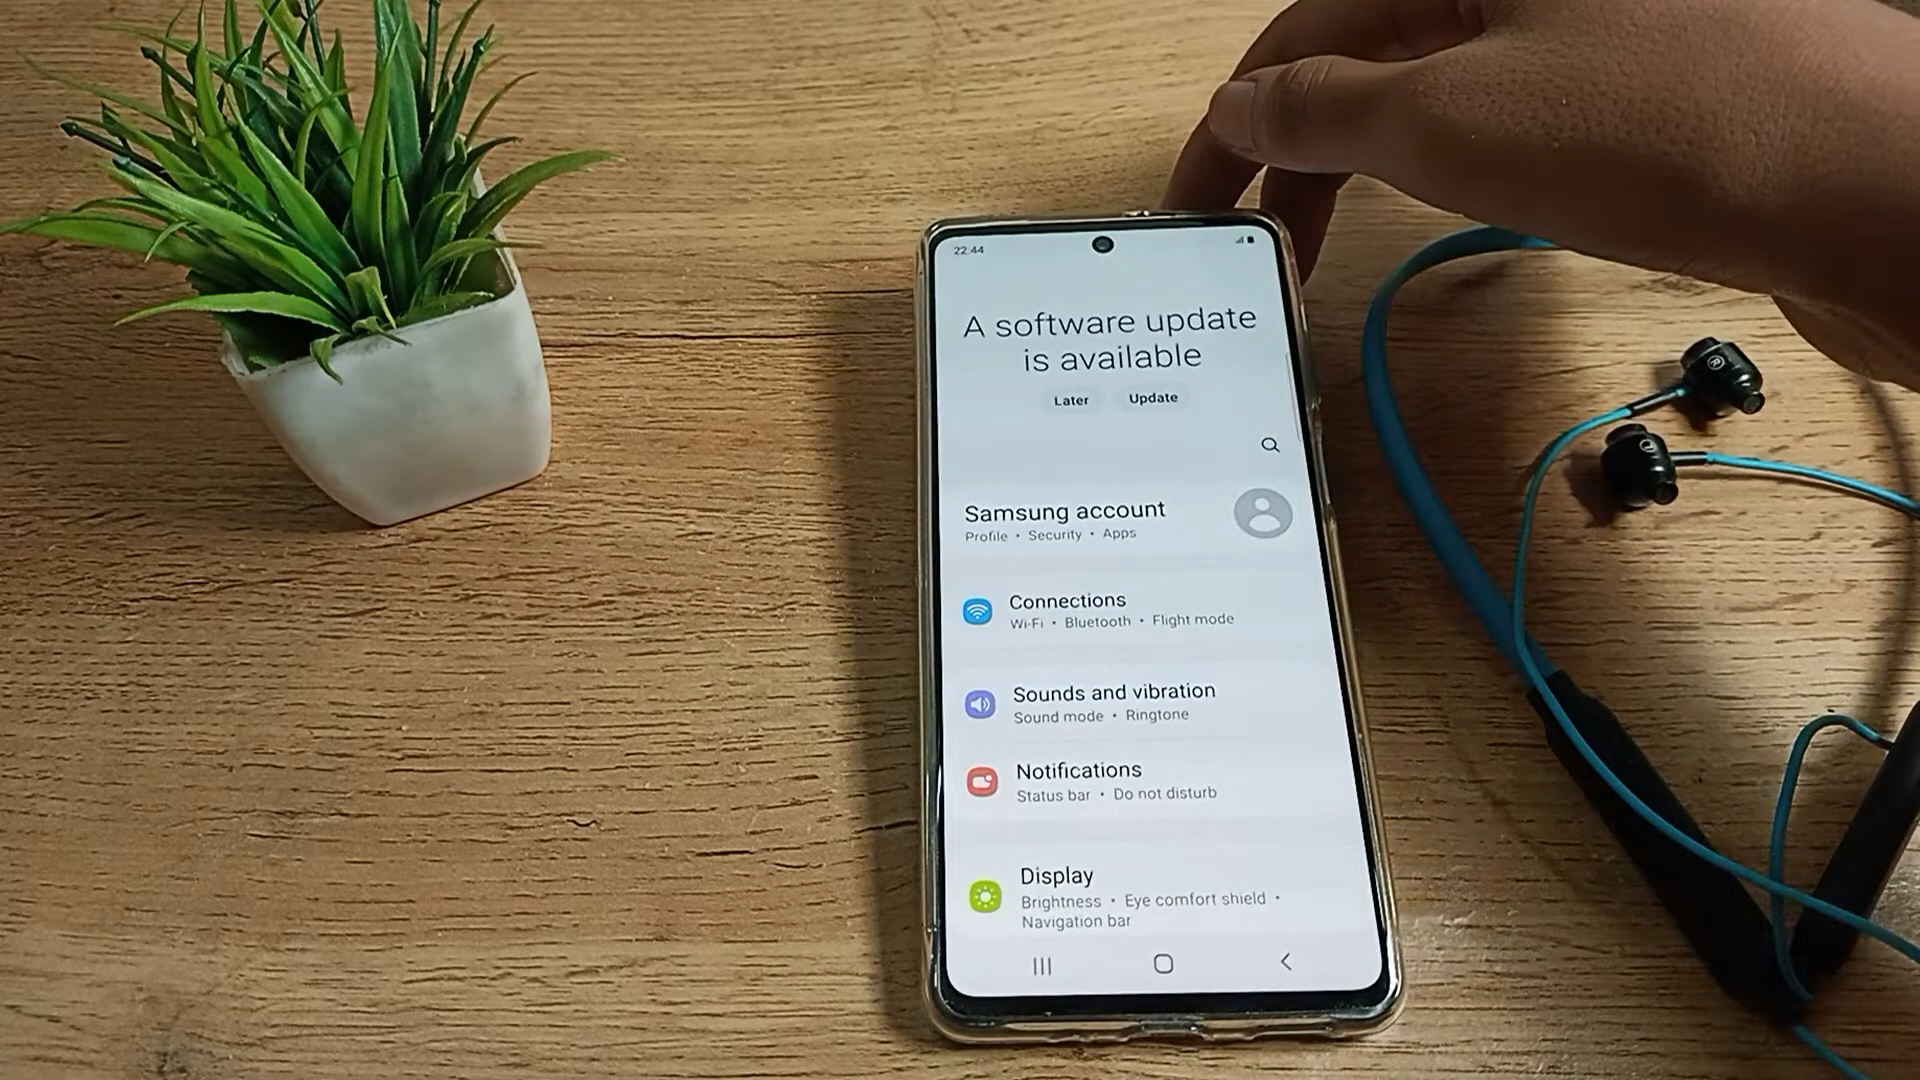 22:44
A software update
is available
Later Update
Samsung account
Profile • Security • Apps
Connections
Wi-Fi • Bluetooth • Flight mode
Sounds and vibration
Sound mode • Ringtone
Notifications
Status bar • Do not disturb
Display
Brightness • Eye comfort shield •
Navigation bar
R